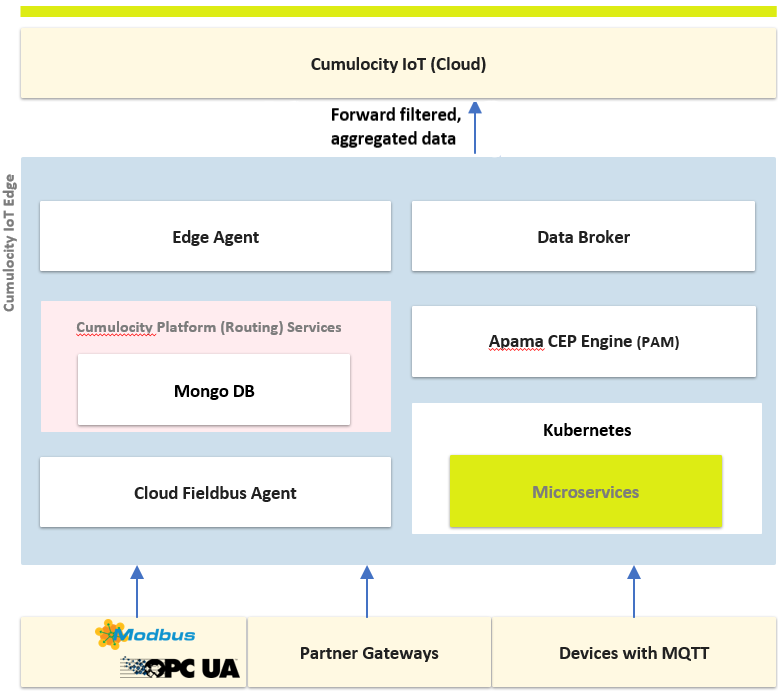 Cumulocity IoT (Cloud)
Forward filtered,
aggregated data
Cumulocity IoT Edge
Edge Agent
Data Broker
Cumulocity Platform (Routing) Services
Mongo DB
Apama CEP Engine (PAM)
Kubernetes
Microservices
Cloud Fieldbus Agent
Modbus
OPC UA
Partner Gateways
Devices with MQTT